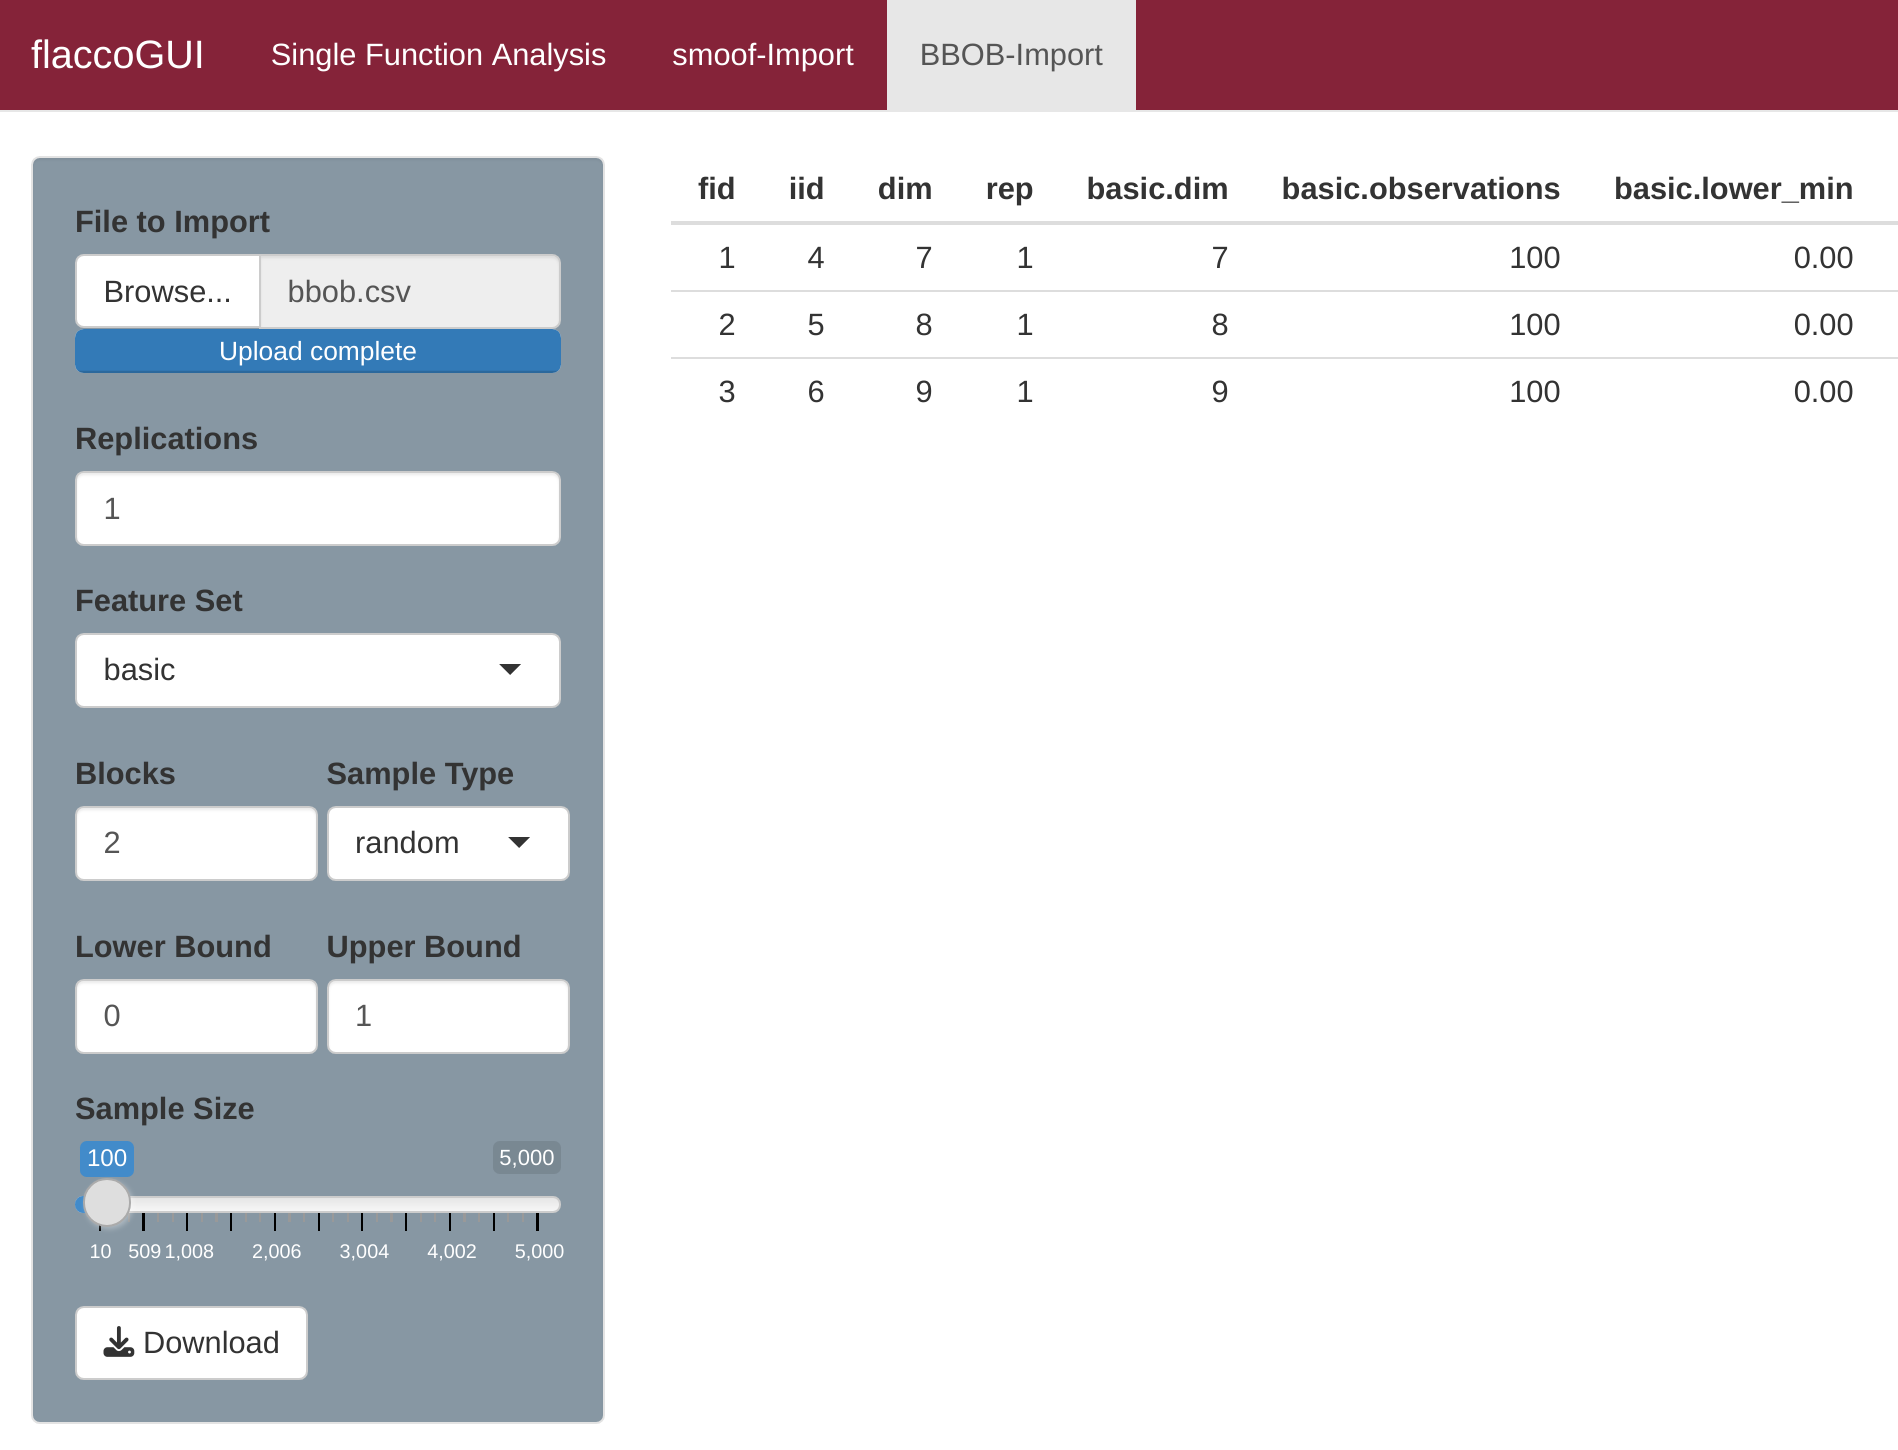 flaccoGUI Single Function Analysis smoof-Import BBOB-Import
File to Import
Browse... bbob.csv
Upload complete
Replications
1
Feature Set
basic
Blocks Sample Type
2 random
Lower Bound Upper Bound
0 1
Sample Size
100 5,000
10 509 1,008 2,006 3,004 4,002 5,000
Download
fid iid dim rep basic.dim basic.observations basic.lower_min
1 4 7 1 7 100 0.00
2 5 8 1 8 100 0.00
3 6 9 1 9 100 0.00